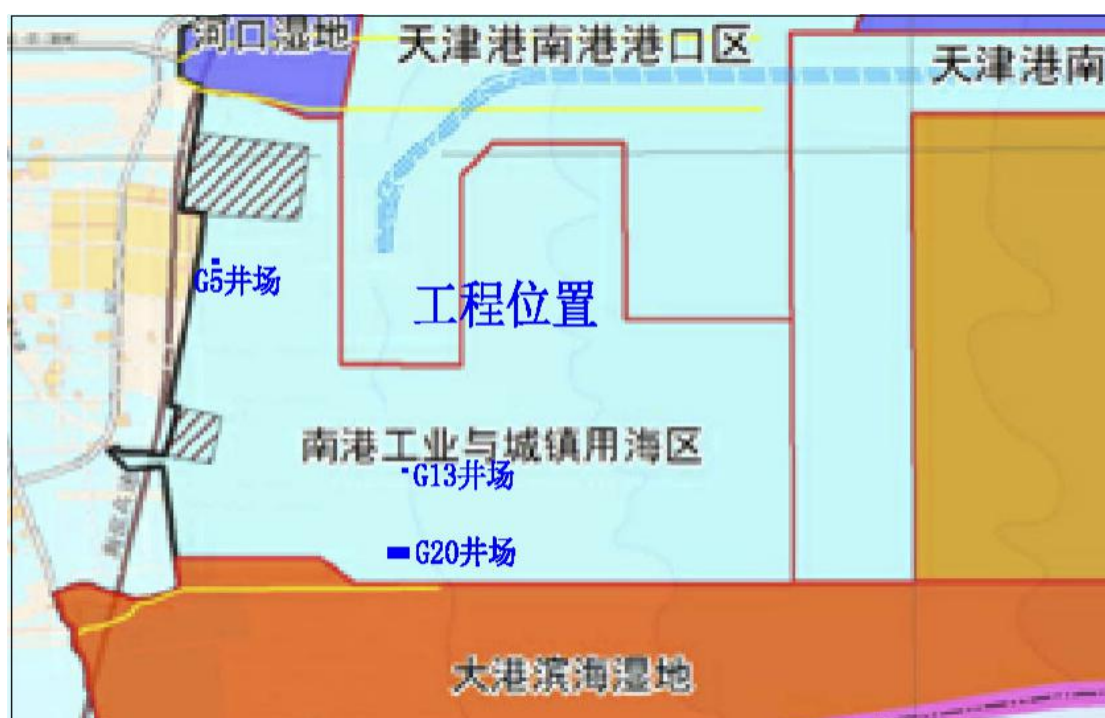 河口湿地
天津港南港港口区
天津港南
G5井场
工程位置
南港工业与城镇用海区
G13井场
G20井场
大港滨海湿地